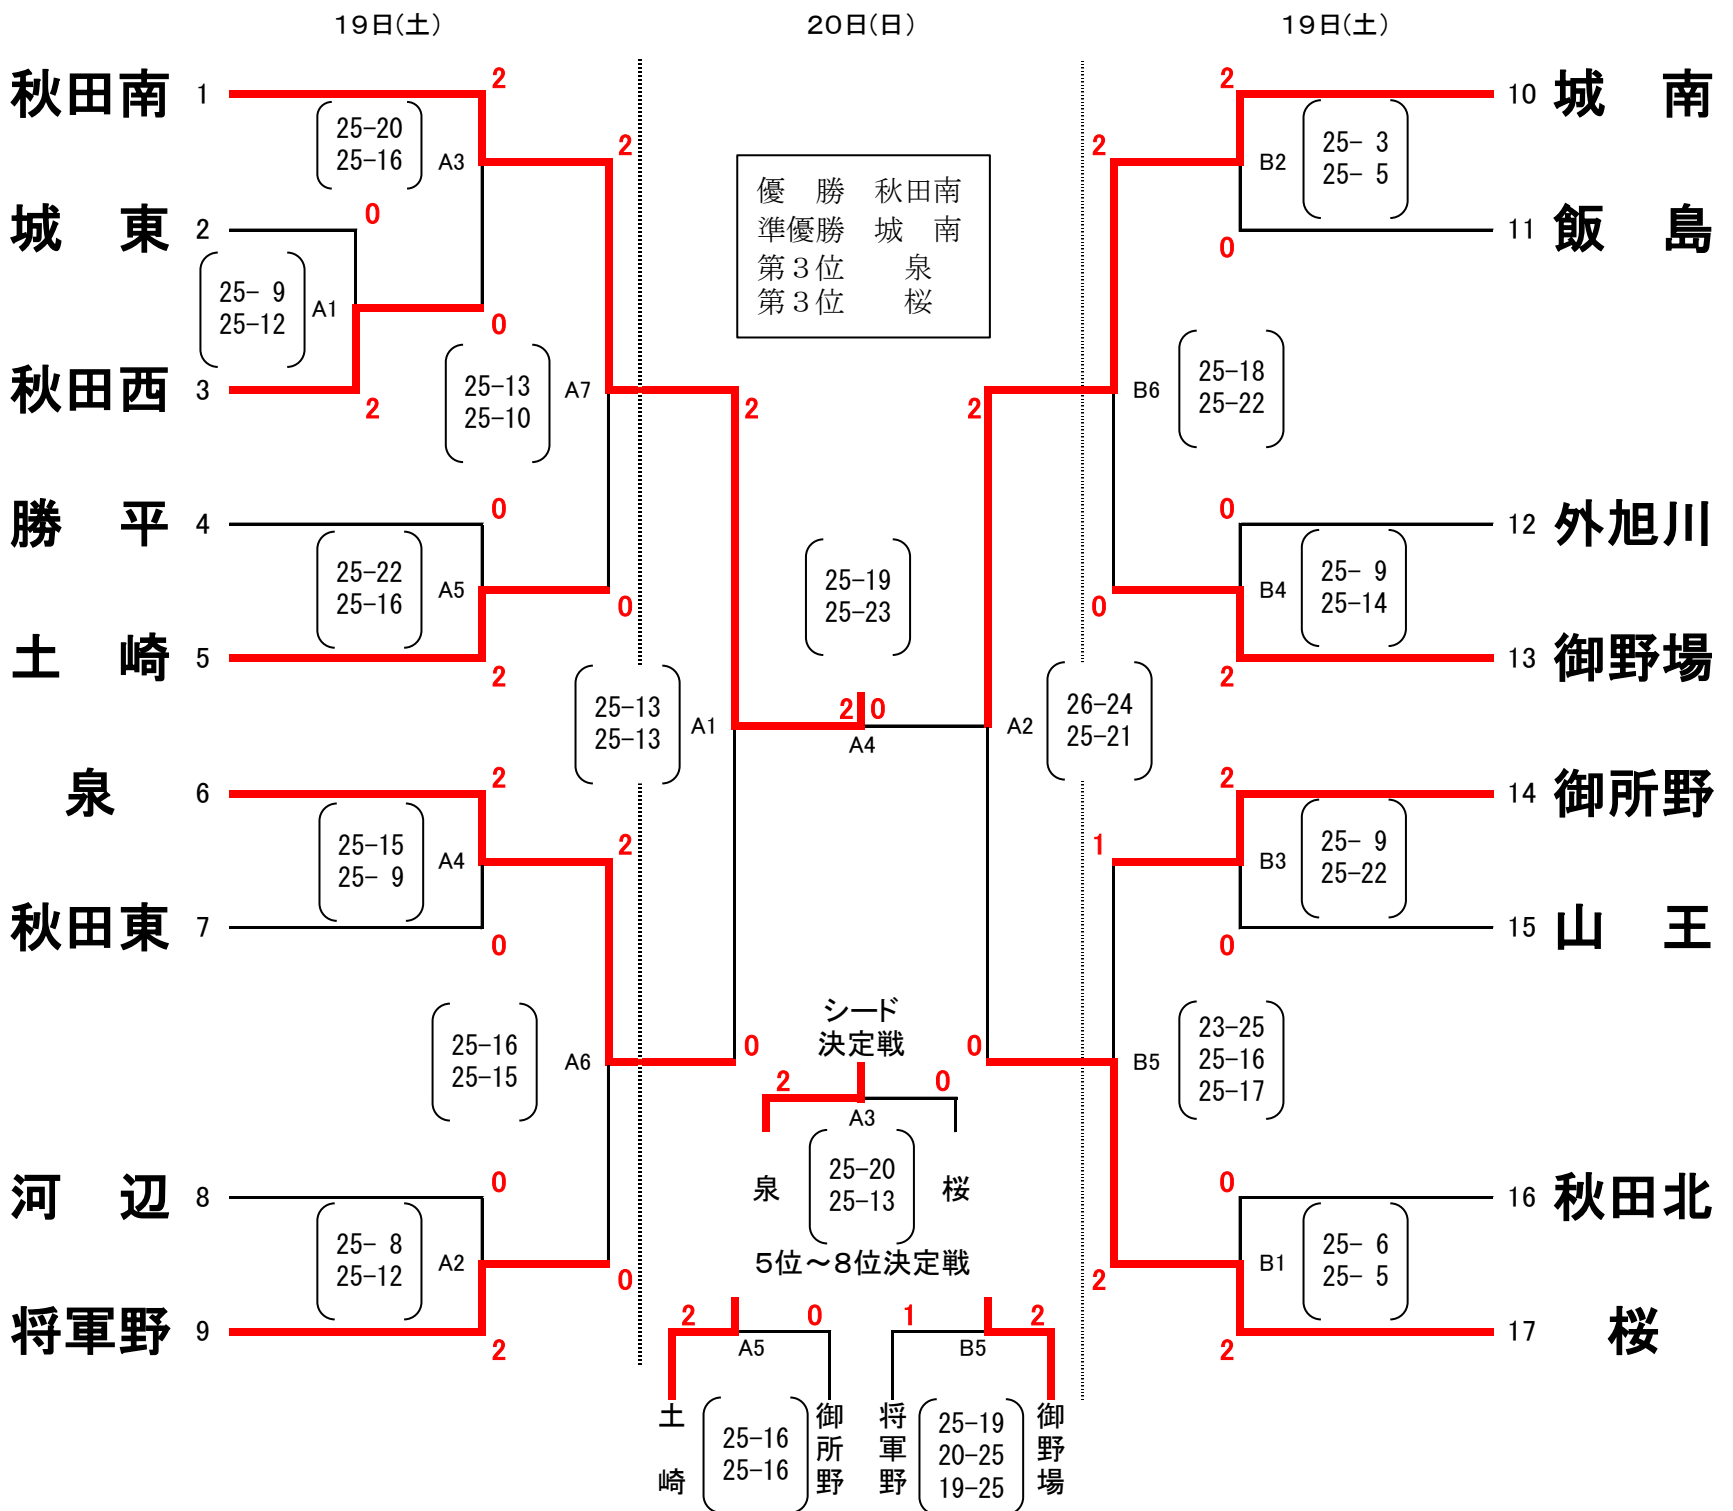 19日(土)
20日(日)
19日(土)
秋田南 1
2
25-20
25-16
A3
2
0
城 東 2
25- 9
25-12
A1
0
秋田西 3
2
25-13
25-10
A7
2
勝 平 4
0
25-22
25-16
A5
0
土 崎 5
2
25-13
25-13
A1
泉 6
2
25-15
25- 9
A4
2
秋田東 7
0
25-16
25-15
A6
0
河 辺 8
0
25- 8
25-12
A2
0
将軍野 9
2
優 勝 秋田南
準優勝 城 南
第3位 泉
第3位 桜
2
2
25-19
25-23
2 0
A4
シード
決定戦
0
2
0
A3
泉
25-20
25-13
桜
5位~8位決定戦
2
0
A5
土崎
25-16
25-16
御所野
1
2
B5
将軍野
25-19
20-25
19-25
御野場
2
10 城 南
2
B2
25- 3
25- 5
0
11 飯 島
B6
25-18
25-22
0
12 外旭川
0
B4
25- 9
25-14
2
13 御野場
A2
26-24
25-21
2
14 御所野
1
B3
25- 9
25-22
0
15 山 王
B5
23-25
25-16
25-17
0
16 秋田北
2
B1
25- 6
25- 5
2
17 桜